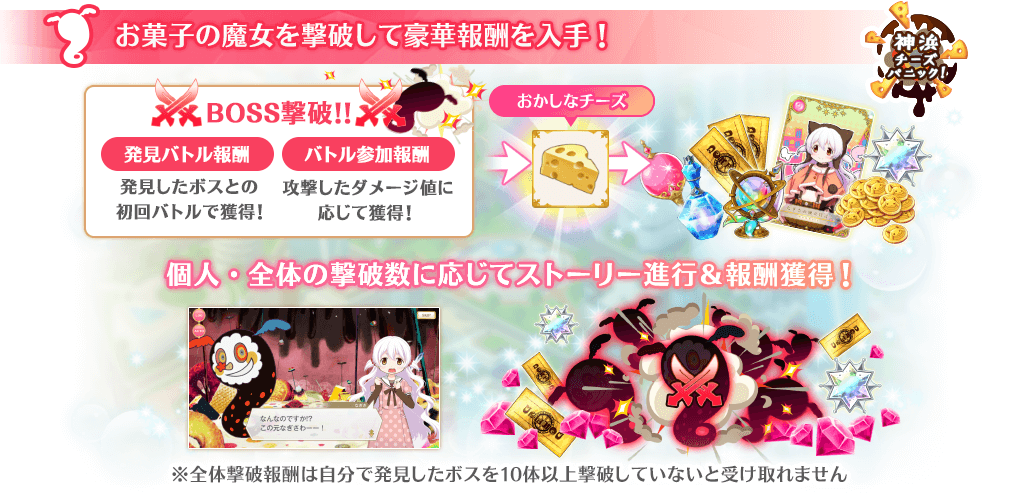 お菓子の魔女を撃破して豪華報酬を入手！
神浜
チーズ
パニック！
BOSS撃破!!
発見バトル報酬
発見したボスとの
初回バトルで獲得！
バトル参加報酬
攻撃したダメージ値に
応じて獲得！
おかしなチーズ
個人・全体の撃破数に応じてストーリー進行＆報酬獲得！
なんなのですか!?
この元なぎさわーー！
※全体撃破報酬は自分で発見したボスを10体以上撃破していないと受け取れません